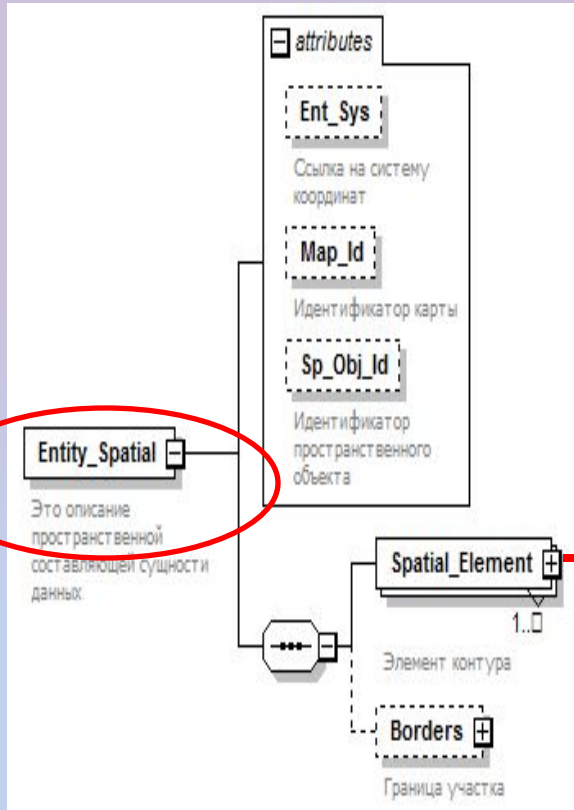 attributes
Ent_Sys
Ссылка на систему
координат
Map_Id
Идентификатор карты
Sp_Obj_Id
Идентификатор
пространственного
объекта
Entity_Spatial
Это описание
пространственной
составляющей сущности
данных
Spatial_Element
1..□
Элемент контура
Borders
Граница участка